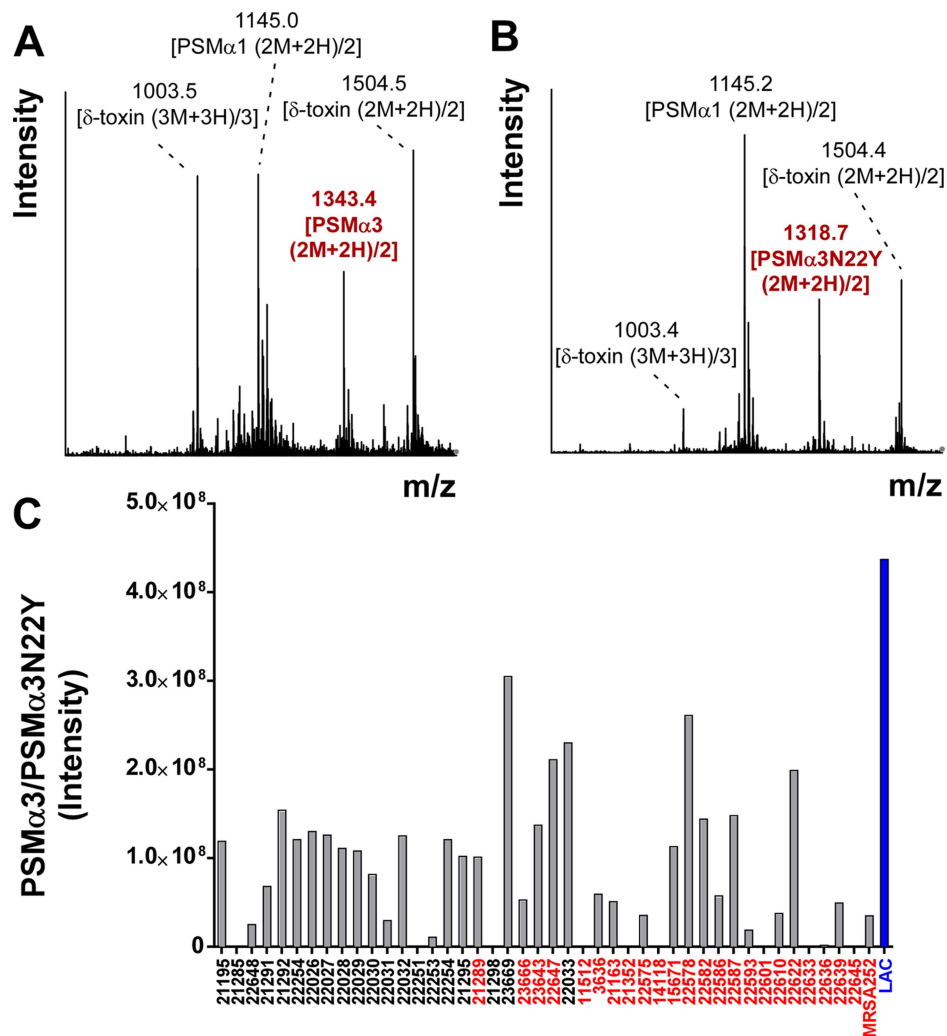 A
1145.0
[PSMα1 (2M+2H)/2]
1003.5
[δ-toxin (3M+3H)/3]
1504.5
[δ-toxin (2M+2H)/2]
1343.4
[PSMα3
(2M+2H)/2]
Intensity
m/z
B
1145.2
[PSMα1 (2M+2H)/2]
1504.4
[δ-toxin (2M+2H)/2]
1318.7
[PSMα3N22Y
(2M+2H)/2]
1003.4
[δ-toxin (3M+3H)/3]
Intensity
m/z
C
PSMα3/PSMα3N22Y
(Intensity)
5.0×10⁸
4.0×10⁸
3.0×10⁸
2.0×10⁸
1.0×10⁸
0
21195
21285
22648
21291
21292
22254
22026
22027
22028
22029
22030
22031
22032
22251
22253
22254
21295
21289
21298
23669
23666
23643
22647
22033
11512
3636
21163
21352
22575
14118
15671
22578
22582
22586
22587
22593
22601
22610
22622
22633
22638
22639
22645
MRSA252
LAC